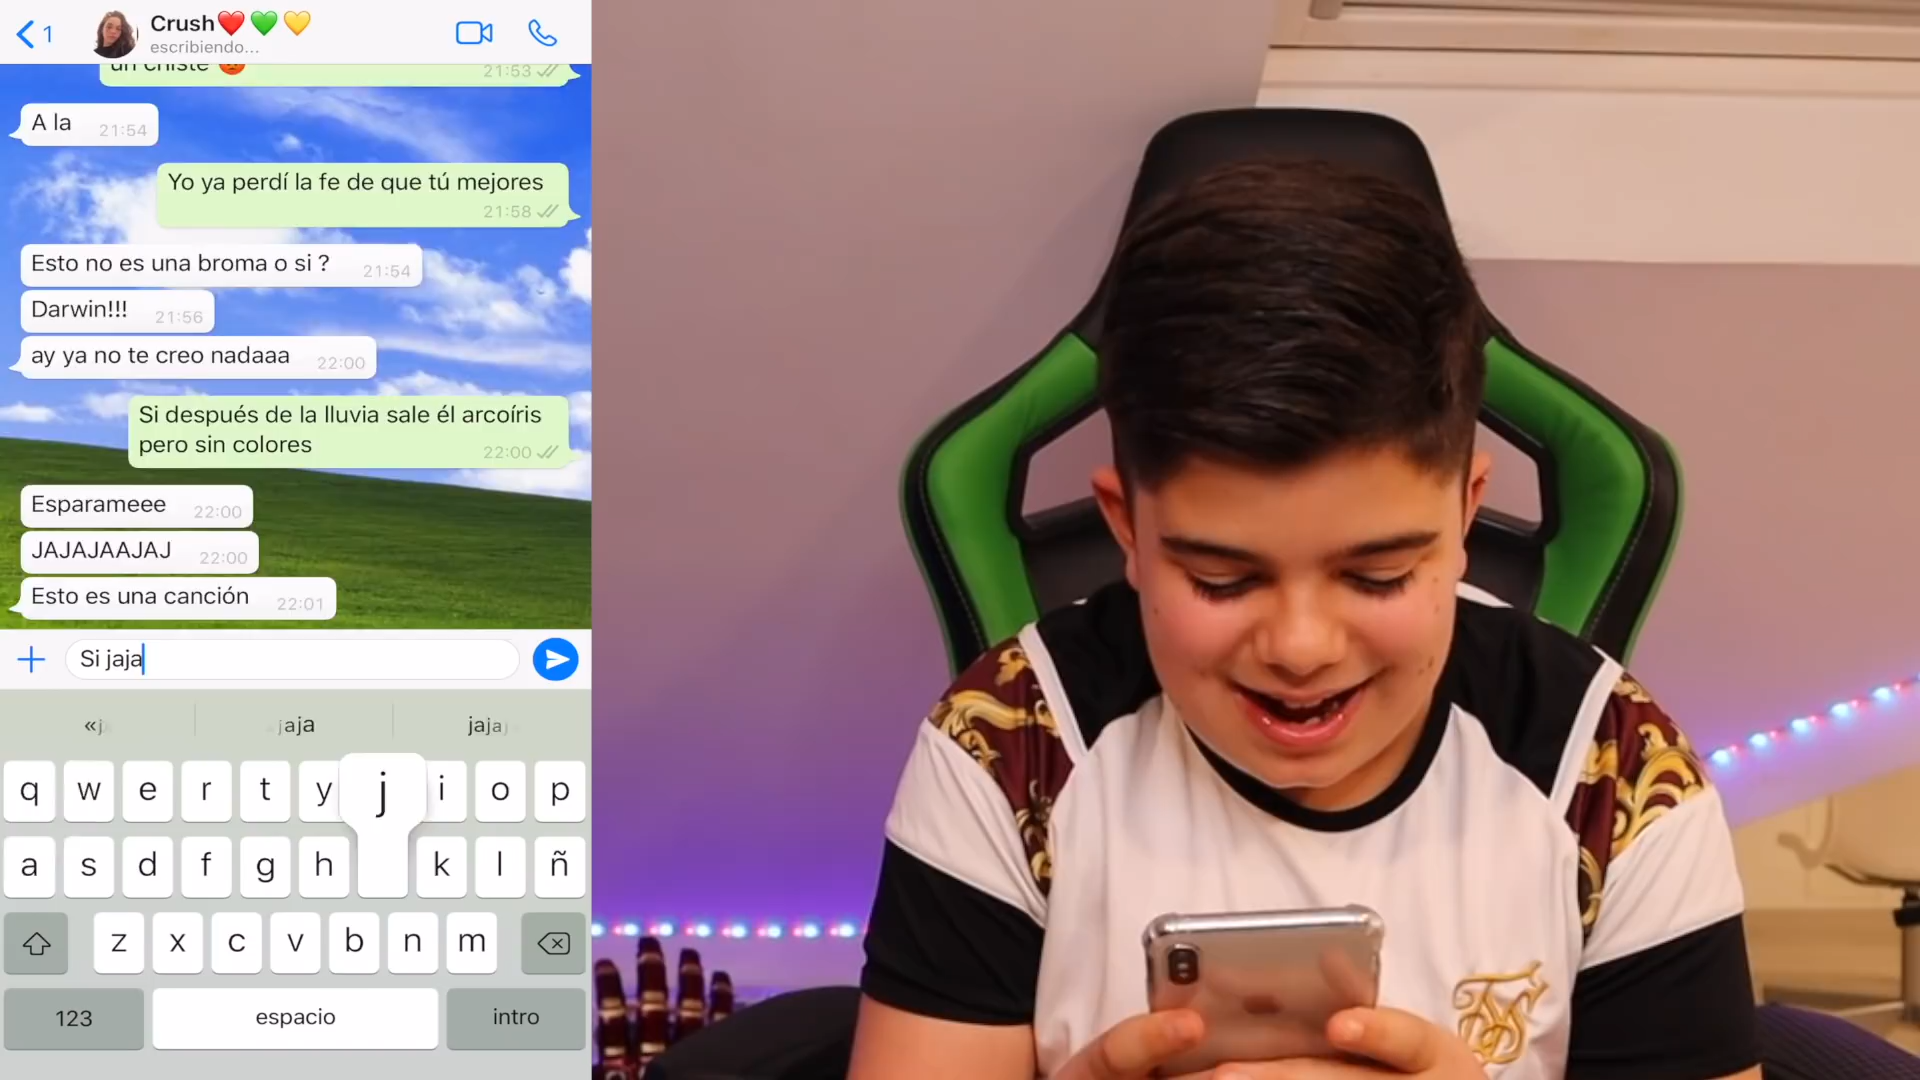 1
Crush❤️💚💛
escribiendo...
un chiste 😡
21:53
A la
21:54
Yo ya perdí la fe de que tú mejores
21:58
Esto no es una broma o si ?
21:54
Darwin!!!
21:56
ay ya no te creo nadaaa
22:00
Si después de la lluvia sale él arcoíris
pero sin colores
22:00
Esparameee
22:00
JAJAJAAJAJ
22:00
Esto es una canción
22:01
Si jaja
«j jaja jajaj
q w e r t y j i o p
a s d f g h k l ñ
z x c v b n m
123 espacio intro